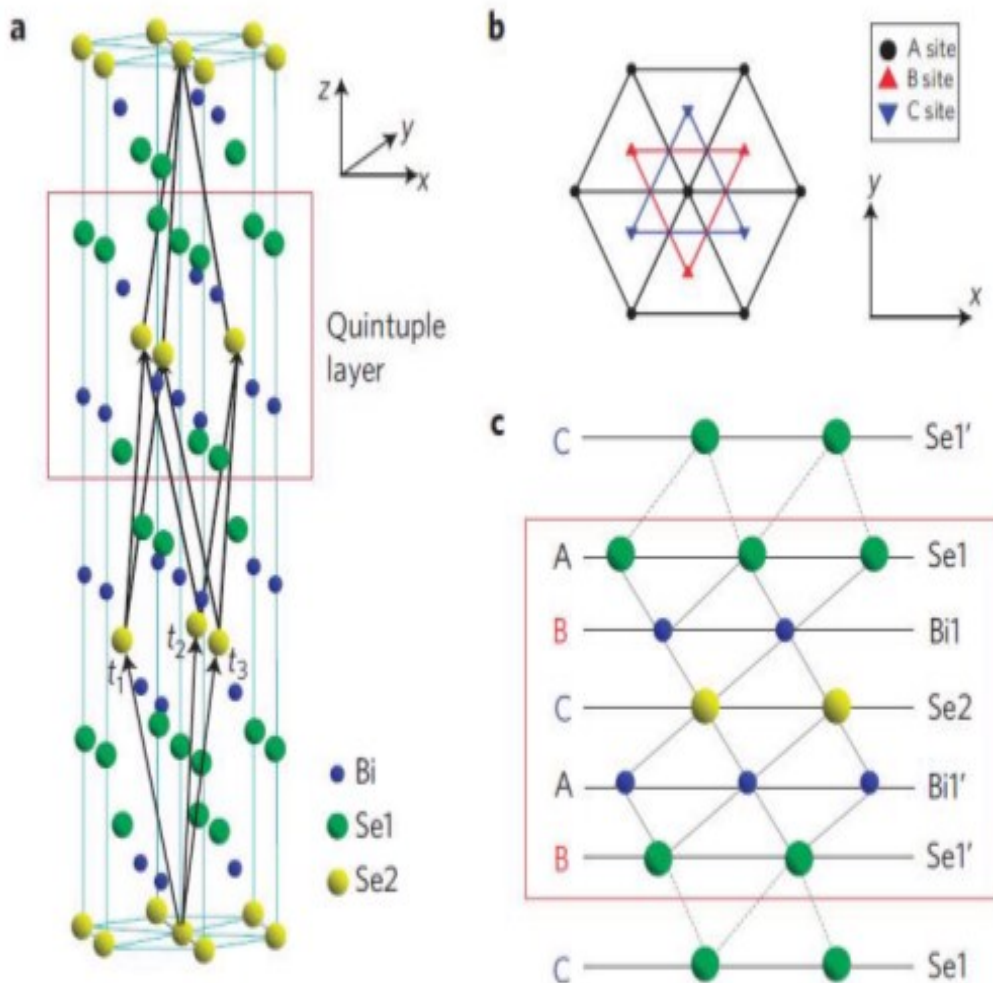 a
z
y
x
Quintuple
layer
t1
t2
t3
Bi
Se1
Se2
b
A site
B site
C site
y
x
c
C Se1’
A Se1
B Bi1
C Se2
A Bi1’
B Se1’
C Se1